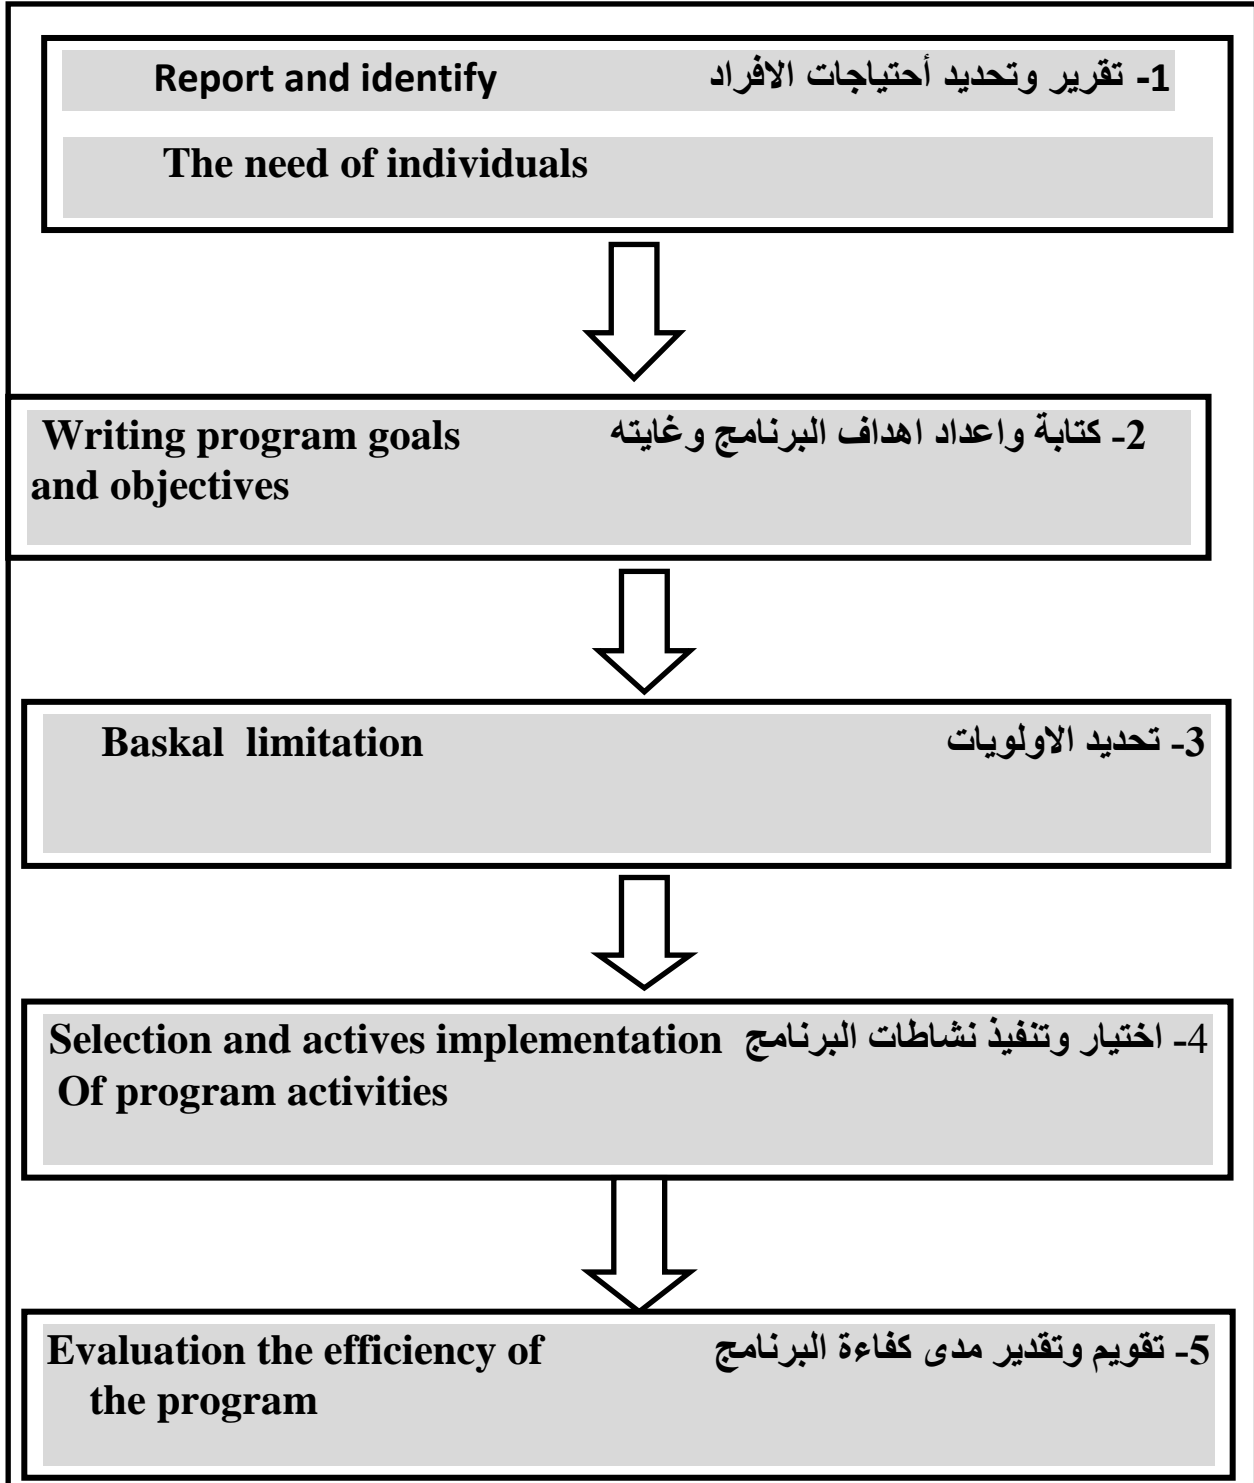 Report and identify 1- تقرير وتحديد أحتياجات الافراد
The need of individuals
Writing program goals 2- كتابة واعداد اهداف البرنامج وغايته
and objectives
Baskal limitation 3- تحديد الاولويات
Selection and actives implementation 4- اختيار وتنفيذ نشاطات البرنامج
Of program activities
Evaluation the efficiency of 5- تقويم وتقدير مدى كفاءة البرنامج
the program